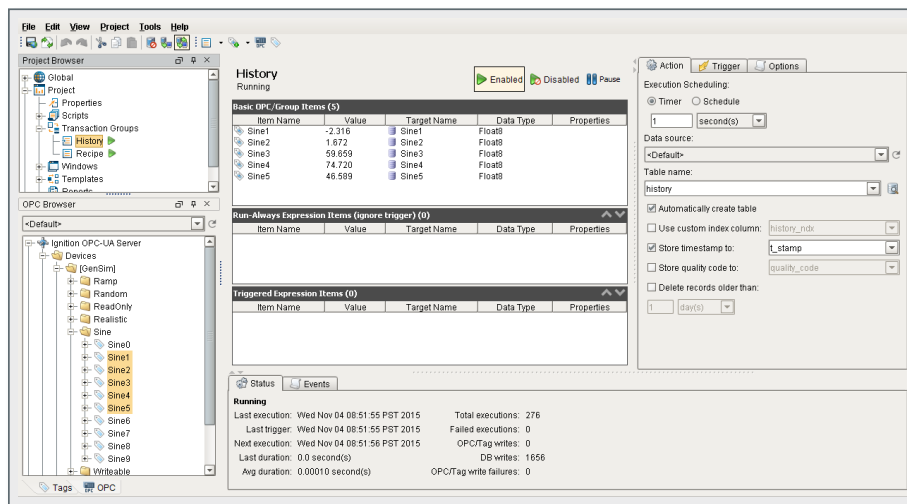 File Edit View Project Tools Help
Project Browser
Global
Project
Properties
Scripts
Transaction Groups
History
Recipe
Windows
Templates
Reports
OPC Browser
<Default>
Ignition OPC-UA Server
Devices
[GenSim]
Ramp
Random
ReadOnly
Realistic
Sine
Sine0
Sine1
Sine2
Sine3
Sine4
Sine5
Sine6
Sine7
Sine8
Sine9
Writeable
Tags OPC
History
Running
Enabled Disabled Pause
Basic OPC/Group Items (5)
Item Name Value Target Name Data Type Properties
Sine1 -2.316 Sine1 Float8
Sine2 1.672 Sine2 Float8
Sine3 59.659 Sine3 Float8
Sine4 74.720 Sine4 Float8
Sine5 46.589 Sine5 Float8
Run-Always Expression Items (ignore trigger) (0)
Item Name Value Target Name Data Type Properties
Triggered Expression Items (0)
Item Name Value Target Name Data Type Properties
Status Events
Running
Last execution: Wed Nov 04 08:51:55 PST 2015 Total executions: 276
Last trigger: Wed Nov 04 08:51:55 PST 2015 Failed executions: 0
Next execution: Wed Nov 04 08:51:56 PST 2015 OPC/Tag writes: 0
Last duration: 0.0 second(s) DB writes: 1656
Avg duration: 0.00010 second(s) OPC/Tag write failures: 0
Action Trigger Options
Execution Scheduling:
Timer Schedule
1 second(s)
Data source:
<Default>
Table name:
history
Automatically create table
Use custom index column: history_ndx
Store timestamp to: t_stamp
Store quality code to: quality_code
Delete records older than:
1 day(s)